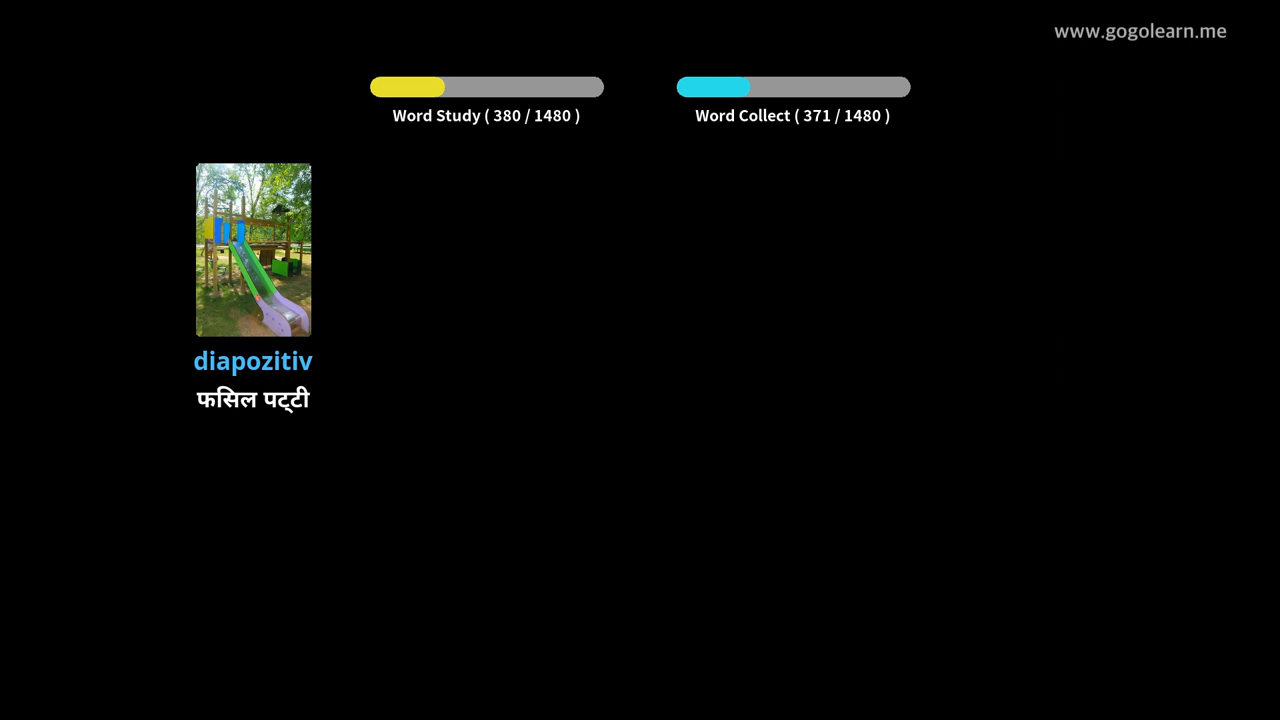 www.gogolearn.me
Word Study ( 380 / 1480 )
Word Collect ( 371 / 1480 )
diapozitiv
फसिल पट्टी